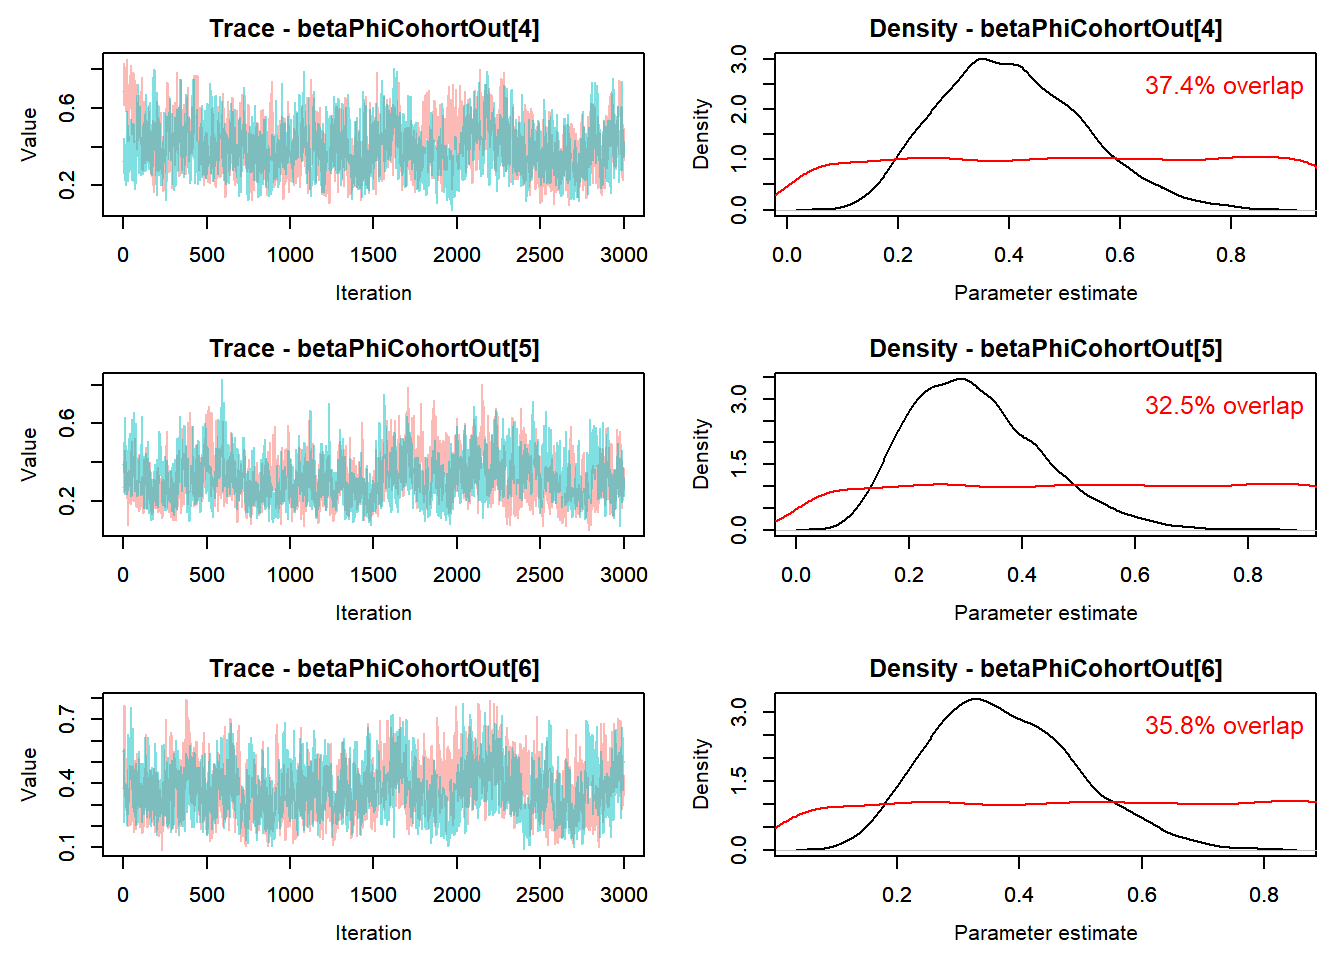 Trace - betaPhiCohortOut[4]
Value
0.2 0.6
0 500 1000 1500 2000 2500 3000
Iteration
Density - betaPhiCohortOut[4]
37.4% overlap
Density
0.0 1.0 2.0 3.0
0.0 0.2 0.4 0.6 0.8
Parameter estimate
Trace - betaPhiCohortOut[5]
Value
0.2 0.6
0 500 1000 1500 2000 2500 3000
Iteration
Density - betaPhiCohortOut[5]
32.5% overlap
Density
0.0 1.5 3.0
0.0 0.2 0.4 0.6 0.8
Parameter estimate
Trace - betaPhiCohortOut[6]
Value
0.1 0.4 0.7
0 500 1000 1500 2000 2500 3000
Iteration
Density - betaPhiCohortOut[6]
35.8% overlap
Density
0.0 1.5 3.0
0.2 0.4 0.6 0.8
Parameter estimate